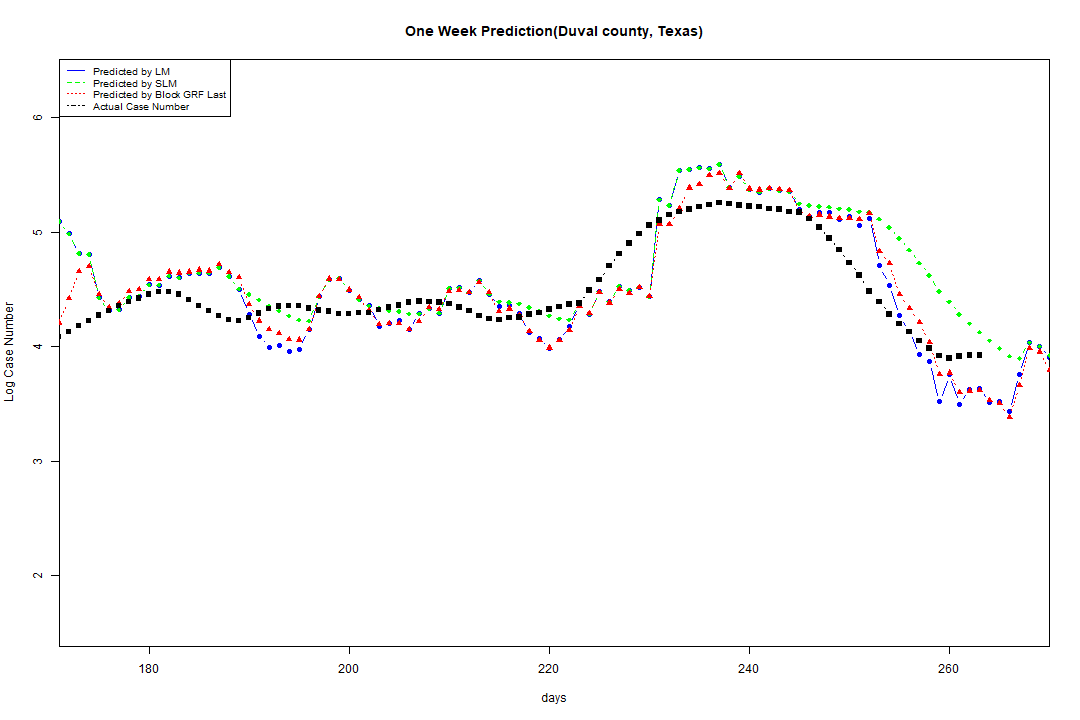 One Week Prediction(Duval county, Texas)
Predicted by LM
Predicted by SLM
Predicted by Block GRF Last
Actual Case Number
6
5
4
3
2
Log Case Number
180 200 220 240 260
days